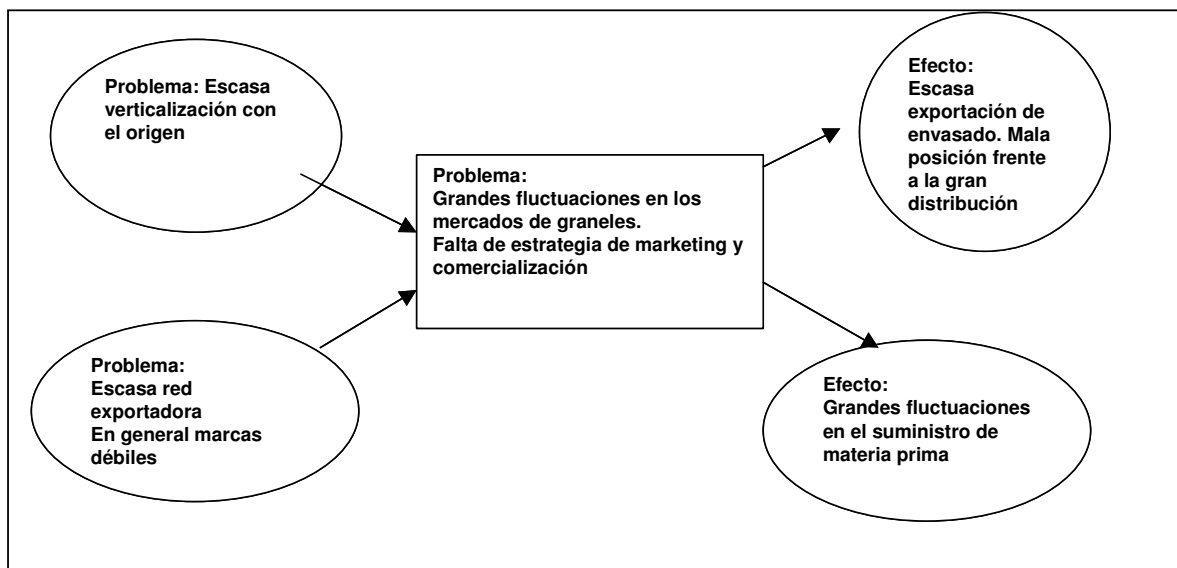 Problema: Escasa
verticalización con
el origen
Problema:
Escasa red
exportadora
En general marcas
débiles
Problema:
Grandes fluctuaciones en los
mercados de graneles.
Falta de estrategia de marketing y
comercialización
Efecto:
Escasa
exportación de
envasado. Mala
posición frente
a la gran
distribución
Efecto:
Grandes fluctuaciones
en el suministro de
materia prima